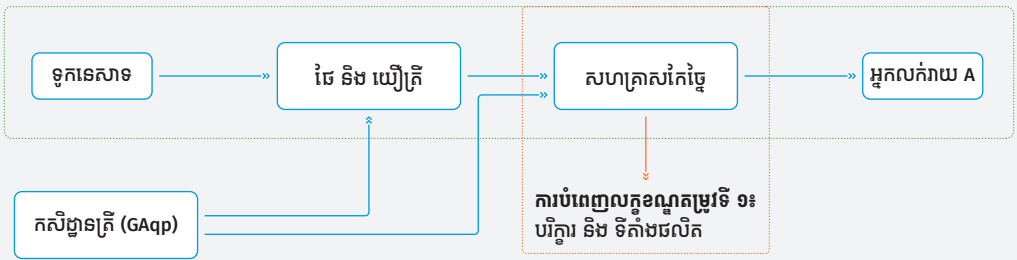 ទូកនេសាទ
ផៃ និង ឃឿត្រី
សហគ្រាសកែច្នៃ
អ្នកលក់រាយ A
កសិដ្ឋានត្រី (GAqp)
ការបំពេញលក្ខខណ្ឌតម្រូវទី ១៖
បរិក្ខារ និង ទីតាំងផលិត